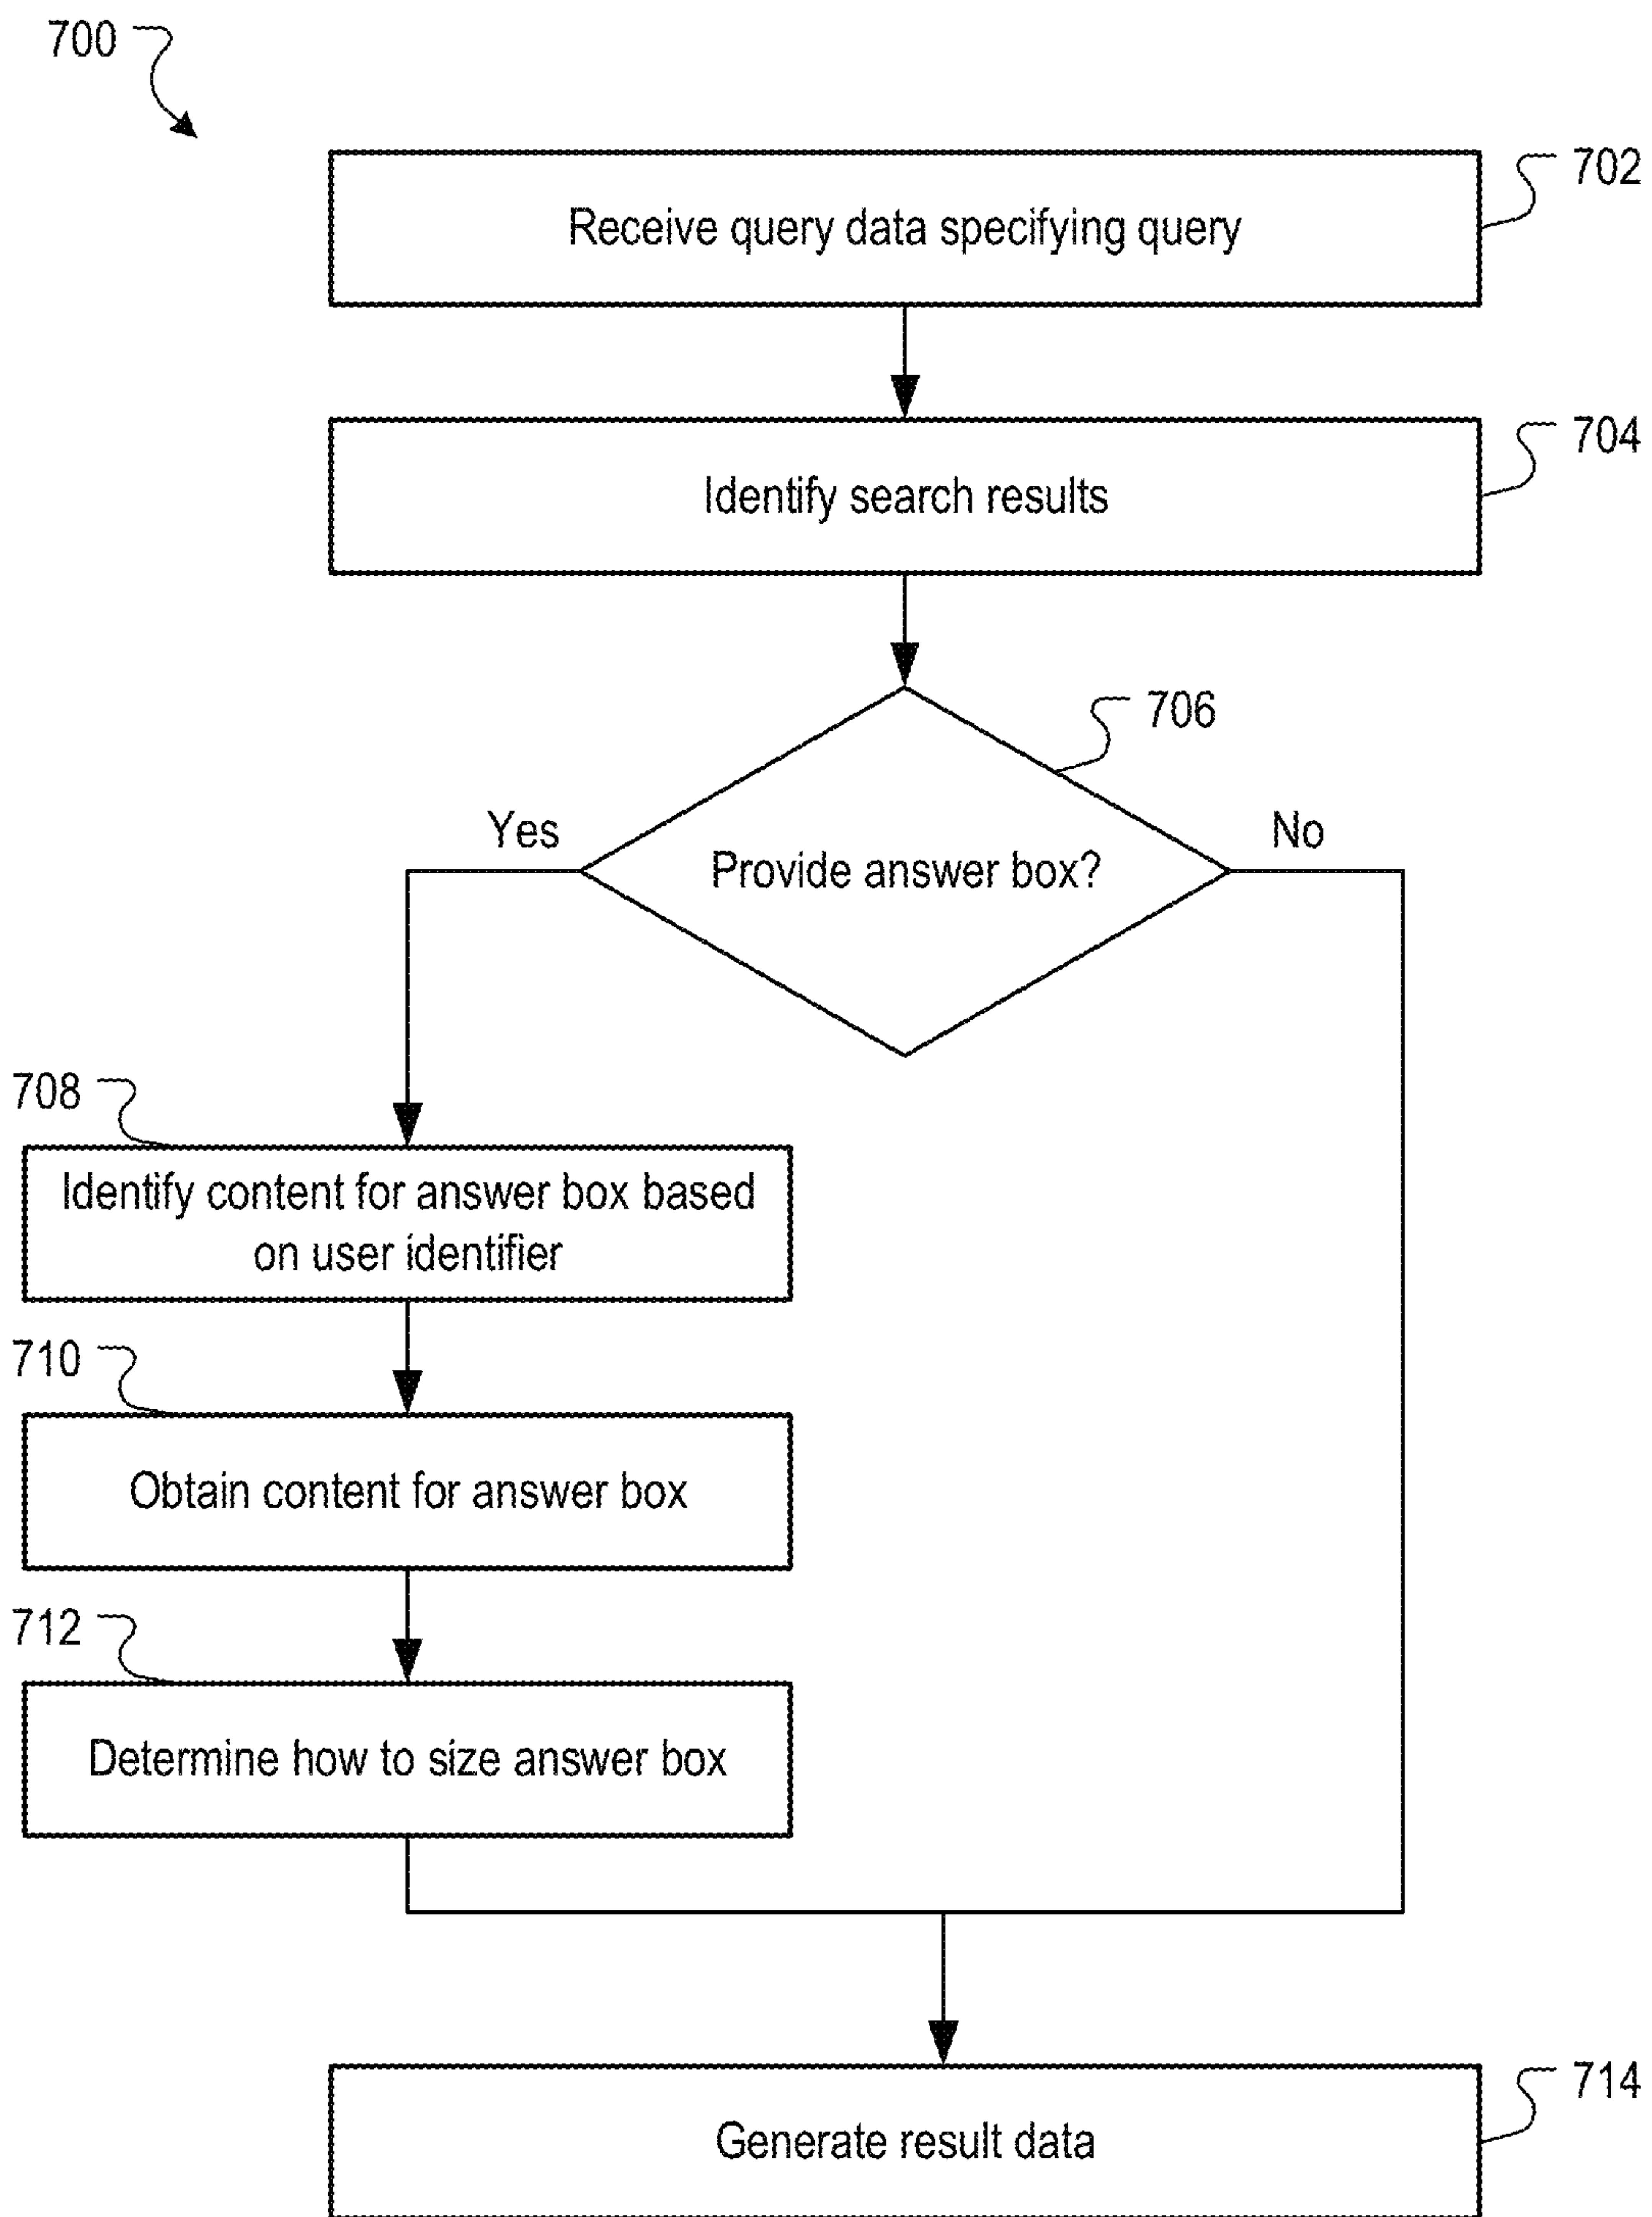 700
702
Receive query data specifying query
704
Identify search results
706
Yes
No
Provide answer box?
708
Identify content for answer box based
on user identifier
710
Obtain content for answer box
712
Determine how to size answer box
714
Generate result data